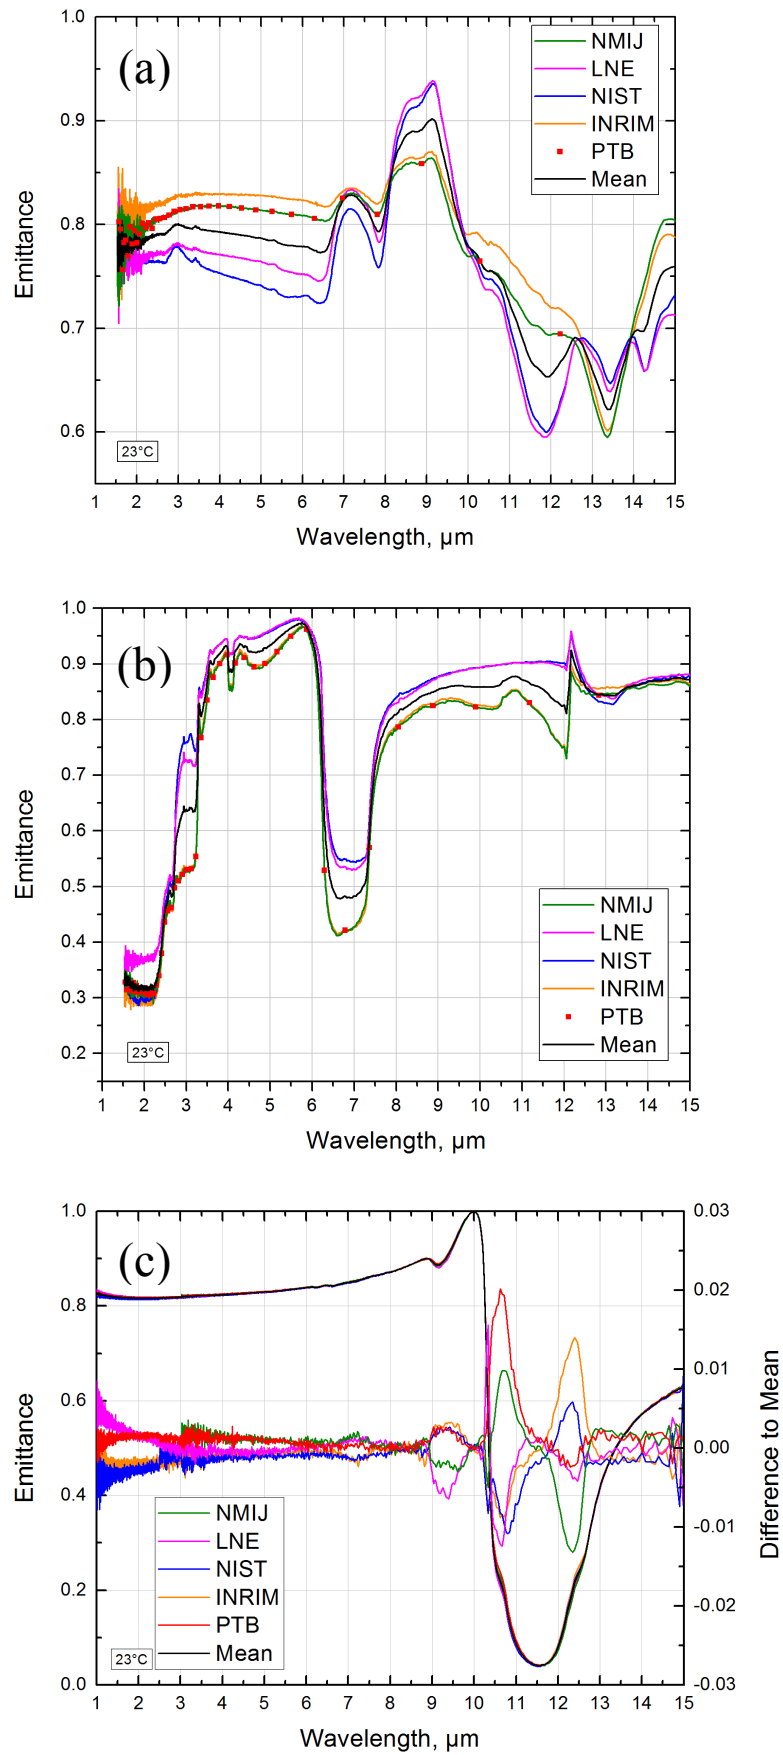 (a)
NMIJ
LNE
NIST
INRIM
PTB
Mean
1.0
0.9
0.8
0.7
0.6
Emittance
23°C
1 2 3 4 5 6 7 8 9 10 11 12 13 14 15
Wavelength, µm
(b)
1.0
0.9
0.8
0.7
0.6
0.5
0.4
0.3
0.2
Emittance
NMIJ
LNE
NIST
INRIM
PTB
Mean
23°C
1 2 3 4 5 6 7 8 9 10 11 12 13 14 15
Wavelength, µm
(c)
1.0
0.8
0.6
0.4
0.2
0.0
Emittance
0.03
0.02
0.01
0.00
-0.01
-0.02
-0.03
Difference to Mean
NMIJ
LNE
NIST
INRIM
PTB
Mean
23°C
1 2 3 4 5 6 7 8 9 10 11 12 13 14 15
Wavelength, µm